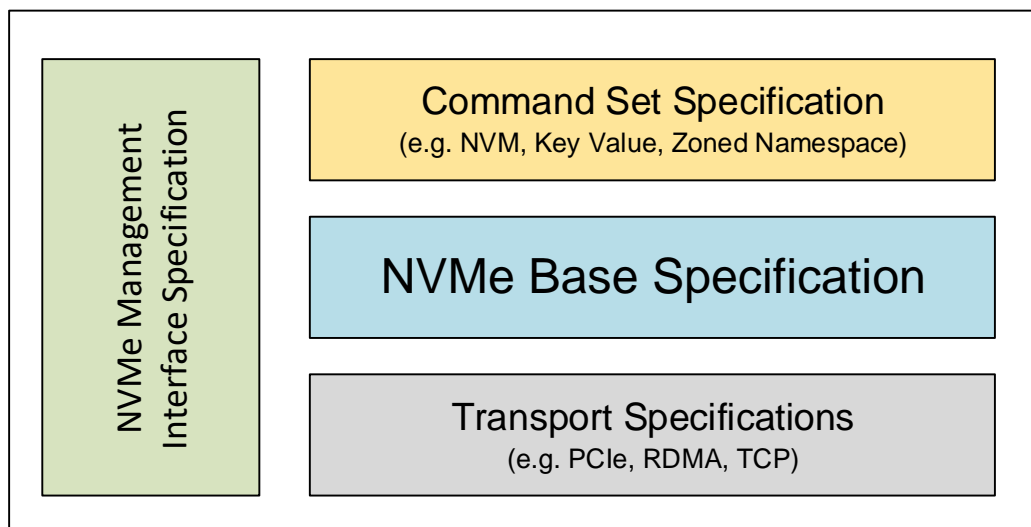 NVMe Management
Interface Specification
Command Set Specification
(e.g. NVM, Key Value, Zoned Namespace)
NVMe Base Specification
Transport Specifications
(e.g. PCIe, RDMA, TCP)